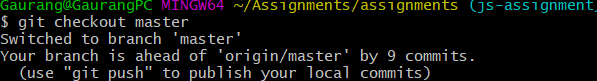 Gaurang@GaurangPC MINGW64 ~/Assignments/assignments (js-assignment
$ git checkout master
Switched to branch 'master'
Your branch is ahead of 'origin/master' by 9 commits.
  (use "git push" to publish your local commits)